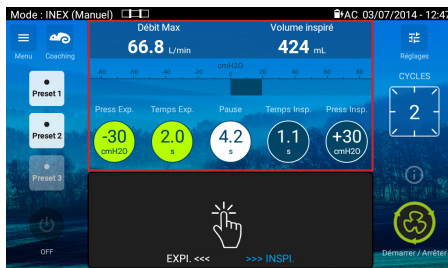 Mode : INEX (Manuel) AC 03/07/2014 - 12:47
Menu Coaching
Débit Max Volume inspiré
66.8 L/min 424 mL
Réglages
cmH2O
-80 -60 -40 -20 0 20 40 60 80
Press Exp. Temps Exp. Pause Temps Insp. Press Insp.
-30 cmH2O 2.0 s 4.2 s 1.1 s +30 cmH2O
Preset 1
Preset 2
Preset 3
OFF
CYCLES
2
EXPI. <<< >>> INSPI.
Démarrer / Arrêter